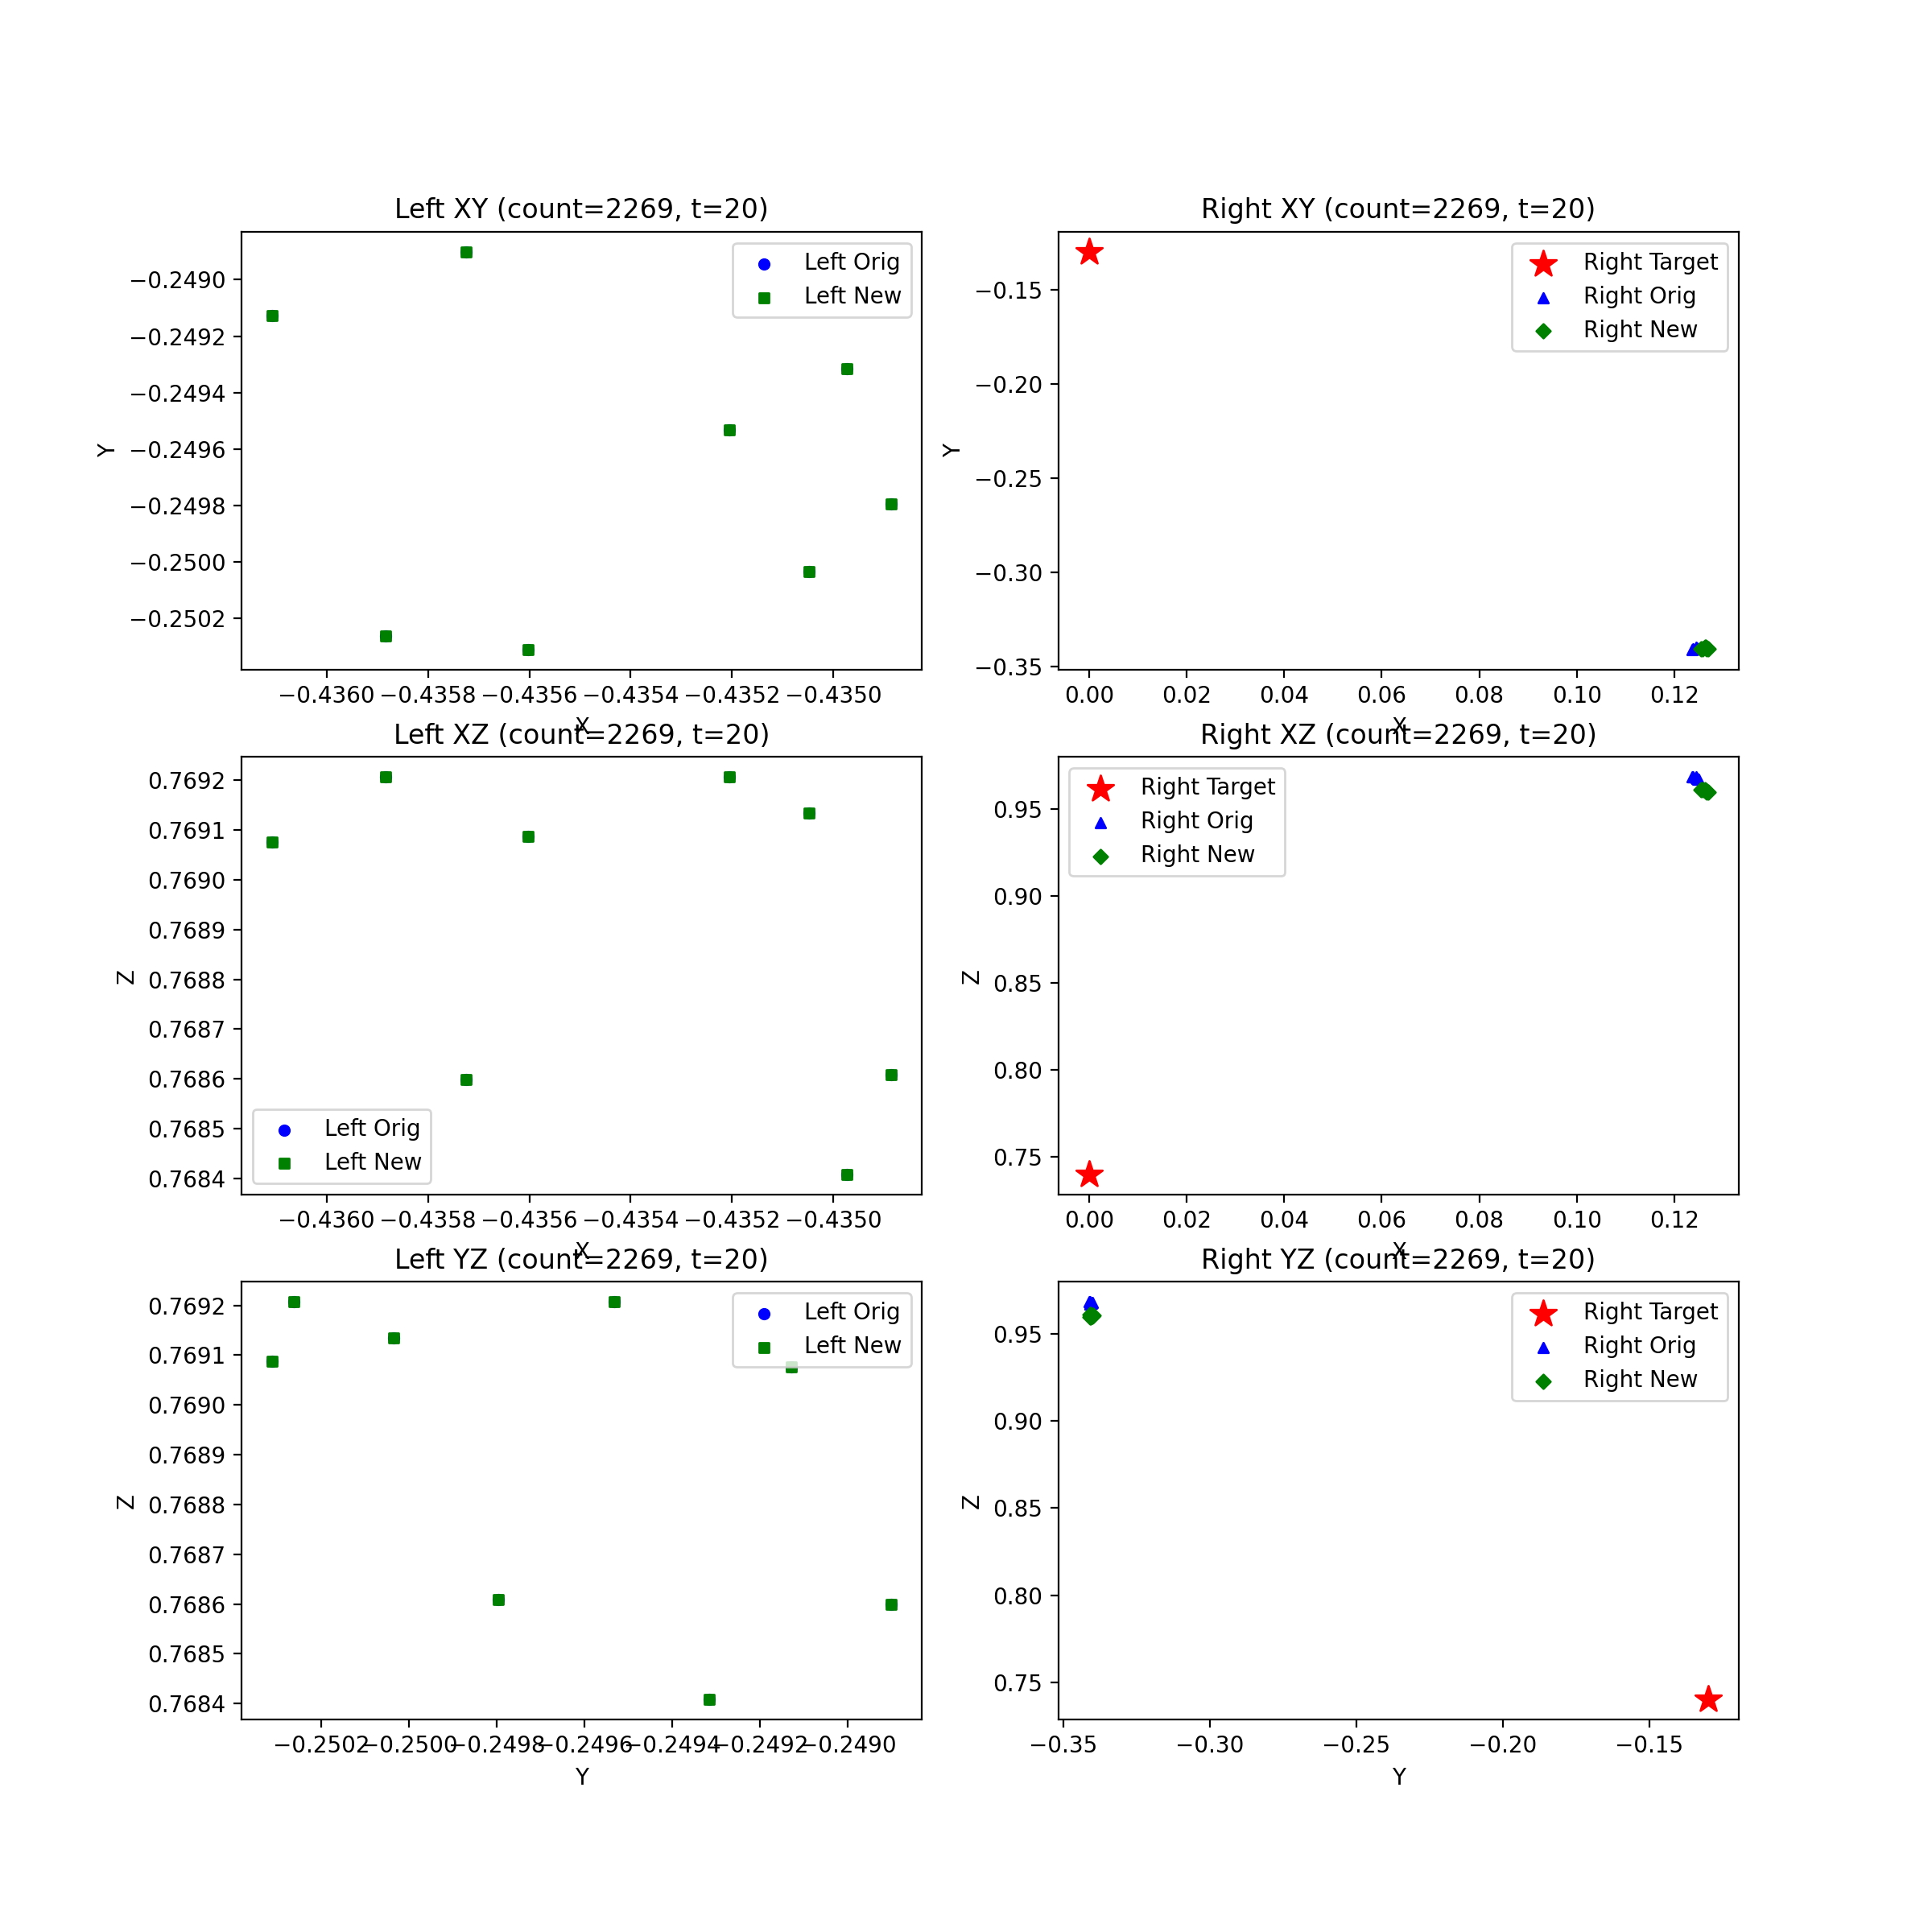 Left XY (count=2269, t=20)
Y
−0.2490
−0.2492
−0.2494
−0.2496
−0.2498
−0.2500
−0.2502
−0.4360 −0.4358 −0.4356 −0.4354 −0.4352 −0.4350
X
Left Orig
Left New
Right XY (count=2269, t=20)
Y
−0.15
−0.20
−0.25
−0.30
−0.35
0.00 0.02 0.04 0.06 0.08 0.10 0.12
X
Right Target
Right Orig
Right New
Left XZ (count=2269, t=20)
Z
0.7692
0.7691
0.7690
0.7689
0.7688
0.7687
0.7686
0.7685
0.7684
−0.4360 −0.4358 −0.4356 −0.4354 −0.4352 −0.4350
X
Left Orig
Left New
Right XZ (count=2269, t=20)
Z
0.95
0.90
0.85
0.80
0.75
0.00 0.02 0.04 0.06 0.08 0.10 0.12
X
Right Target
Right Orig
Right New
Left YZ (count=2269, t=20)
Z
0.7692
0.7691
0.7690
0.7689
0.7688
0.7687
0.7686
0.7685
0.7684
−0.2502 −0.2500 −0.2498 −0.2496 −0.2494 −0.2492 −0.2490
Y
Left Orig
Left New
Right YZ (count=2269, t=20)
Z
0.95
0.90
0.85
0.80
0.75
−0.35 −0.30 −0.25 −0.20 −0.15
Y
Right Target
Right Orig
Right New